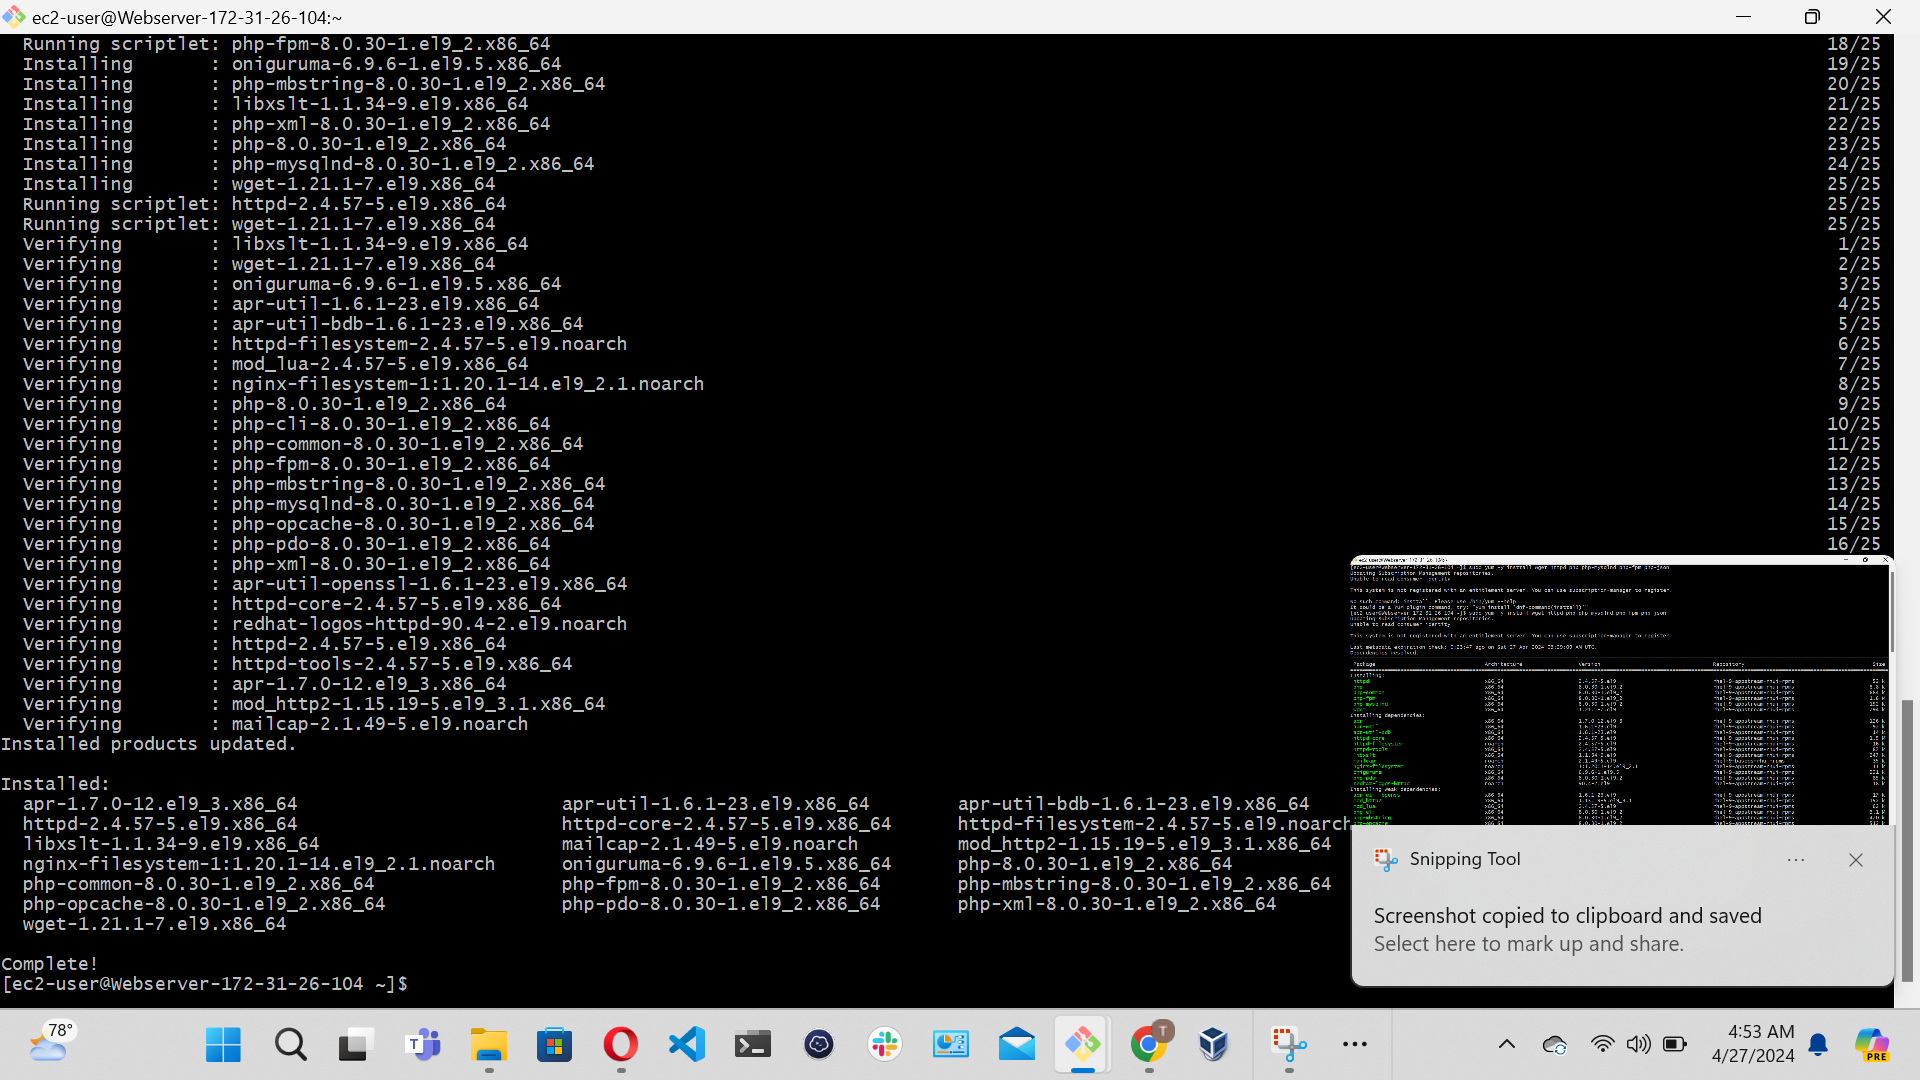 ec2-user@Webserver-172-31-26-104:~
Running scriptlet: php-fpm-8.0.30-1.el9_2.x86_64 18/25
Installing : oniguruma-6.9.6-1.el9.5.x86_64 19/25
Installing : php-mbstring-8.0.30-1.el9_2.x86_64 20/25
Installing : libxslt-1.1.34-9.el9.x86_64 21/25
Installing : php-xml-8.0.30-1.el9_2.x86_64 22/25
Installing : php-8.0.30-1.el9_2.x86_64 23/25
Installing : php-mysqlnd-8.0.30-1.el9_2.x86_64 24/25
Installing : wget-1.21.1-7.el9.x86_64 25/25
Running scriptlet: httpd-2.4.57-5.el9.x86_64 25/25
Running scriptlet: wget-1.21.1-7.el9.x86_64 25/25
Verifying : libxslt-1.1.34-9.el9.x86_64 1/25
Verifying : wget-1.21.1-7.el9.x86_64 2/25
Verifying : oniguruma-6.9.6-1.el9.5.x86_64 3/25
Verifying : apr-util-1.6.1-23.el9.x86_64 4/25
Verifying : apr-util-bdb-1.6.1-23.el9.x86_64 5/25
Verifying : httpd-filesystem-2.4.57-5.el9.noarch 6/25
Verifying : mod_lua-2.4.57-5.el9.x86_64 7/25
Verifying : nginx-filesystem-1:1.20.1-14.el9_2.1.noarch 8/25
Verifying : php-8.0.30-1.el9_2.x86_64 9/25
Verifying : php-cli-8.0.30-1.el9_2.x86_64 10/25
Verifying : php-common-8.0.30-1.el9_2.x86_64 11/25
Verifying : php-fpm-8.0.30-1.el9_2.x86_64 12/25
Verifying : php-mbstring-8.0.30-1.el9_2.x86_64 13/25
Verifying : php-mysqlnd-8.0.30-1.el9_2.x86_64 14/25
Verifying : php-opcache-8.0.30-1.el9_2.x86_64 15/25
Verifying : php-pdo-8.0.30-1.el9_2.x86_64 16/25
Verifying : php-xml-8.0.30-1.el9_2.x86_64
Verifying : apr-util-openssl-1.6.1-23.el9.x86_64
Verifying : httpd-core-2.4.57-5.el9.x86_64
Verifying : redhat-logos-httpd-90.4-2.el9.noarch
Verifying : httpd-2.4.57-5.el9.x86_64
Verifying : httpd-tools-2.4.57-5.el9.x86_64
Verifying : apr-1.7.0-12.el9_3.x86_64
Verifying : mod_http2-1.15.19-5.el9_3.1.x86_64
Verifying : mailcap-2.1.49-5.el9.noarch
Installed products updated.
Installed:
apr-1.7.0-12.el9_3.x86_64 apr-util-1.6.1-23.el9.x86_64 apr-util-bdb-1.6.1-23.el9.x86_64
httpd-2.4.57-5.el9.x86_64 httpd-core-2.4.57-5.el9.x86_64 httpd-filesystem-2.4.57-5.el9.noarch
libxslt-1.1.34-9.el9.x86_64 mailcap-2.1.49-5.el9.noarch mod_http2-1.15.19-5.el9_3.1.x86_64
nginx-filesystem-1:1.20.1-14.el9_2.1.noarch oniguruma-6.9.6-1.el9.5.x86_64 php-8.0.30-1.el9_2.x86_64
php-common-8.0.30-1.el9_2.x86_64 php-fpm-8.0.30-1.el9_2.x86_64 php-mbstring-8.0.30-1.el9_2.x86_64
php-opcache-8.0.30-1.el9_2.x86_64 php-pdo-8.0.30-1.el9_2.x86_64 php-xml-8.0.30-1.el9_2.x86_64
wget-1.21.1-7.el9.x86_64
Complete!
[ec2-user@Webserver-172-31-26-104 ~]$
Snipping Tool
Screenshot copied to clipboard and saved
Select here to mark up and share.
78°
T
T
4:53 AM
4/27/2024
PRE